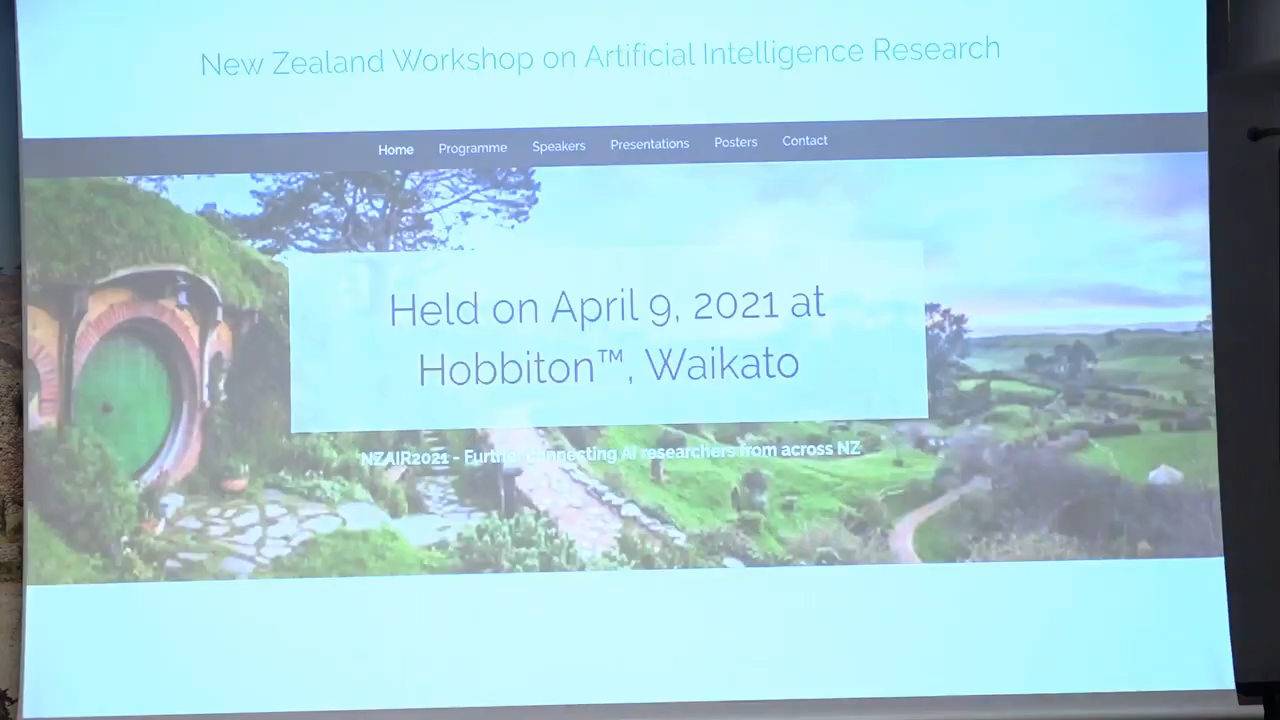 New Zealand Workshop on Artificial Intelligence Research
Home Programme Speakers Presentations Posters Contact
Held on April 9, 2021 at
Hobbiton™, Waikato
NZAIR2021 - Further connecting AI researchers from across NZ